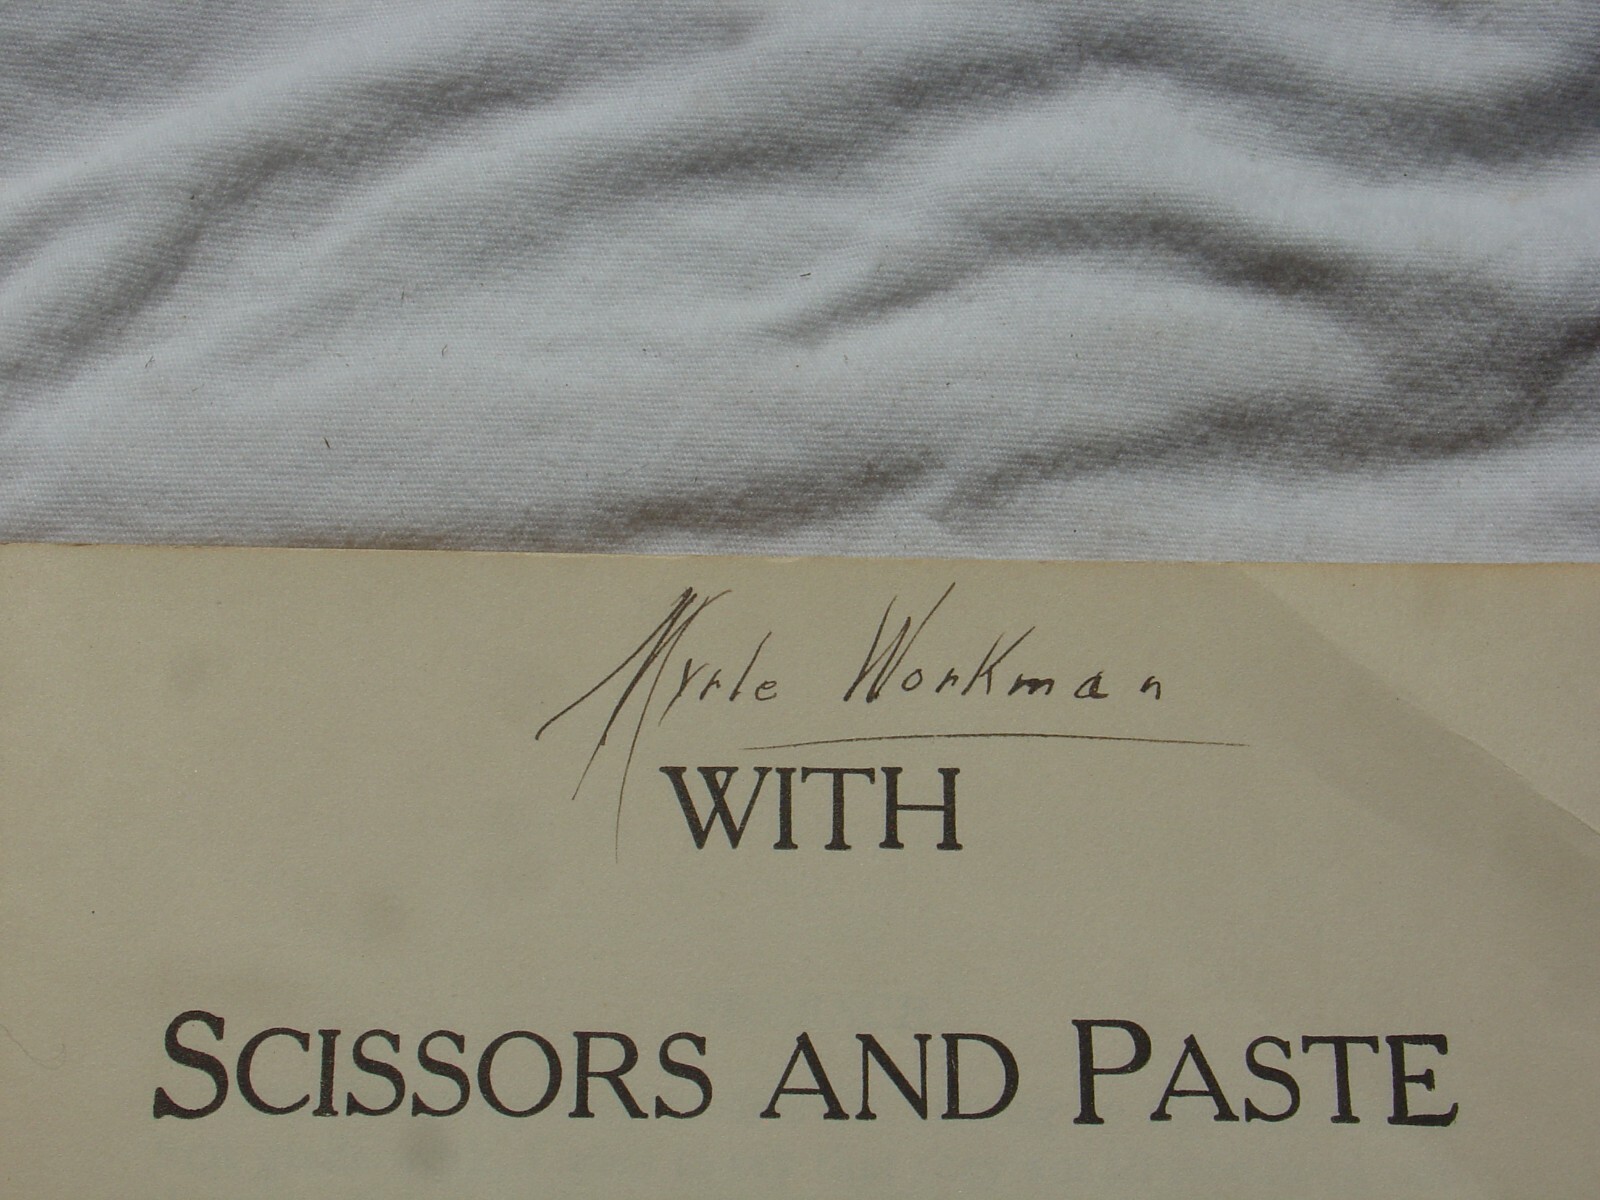 Myrle Workman
WITH
SCISSORS AND PASTE